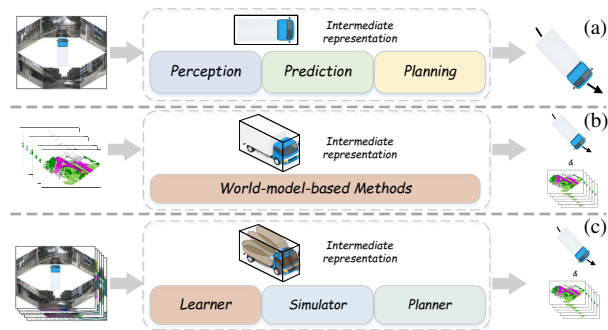 (a)
Intermediate
representation
Perception
Prediction
Planning
(b)
Intermediate
representation
&
World-model-based Methods
(c)
Intermediate
representation
&
Learner
Simulator
Planner